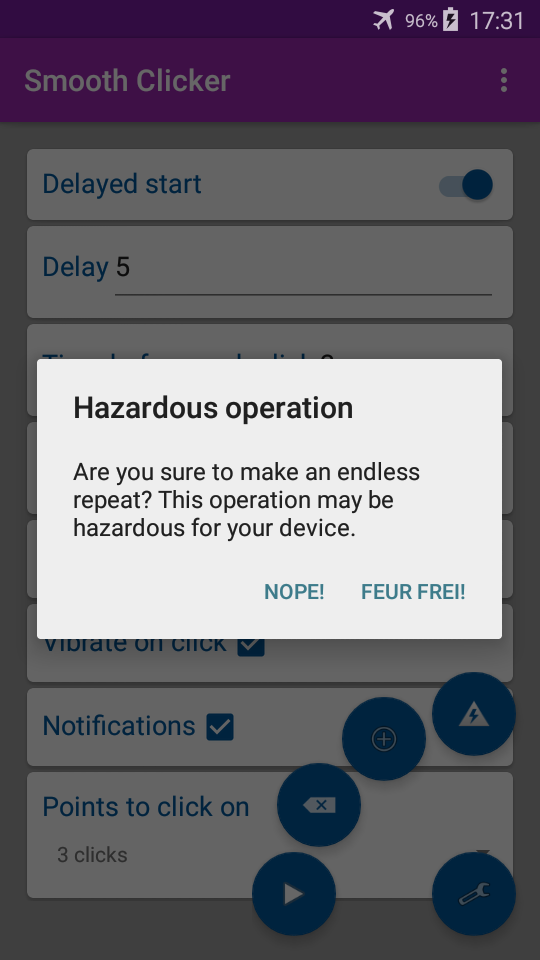 96% 17:31
Smooth Clicker
Delayed start
Delay 5
Hazardous operation
Are you sure to make an endless
repeat? This operation may be
hazardous for your device.
NOPE! FEUR FREI!
Vibrate on click
Notifications
Points to click on
3 clicks